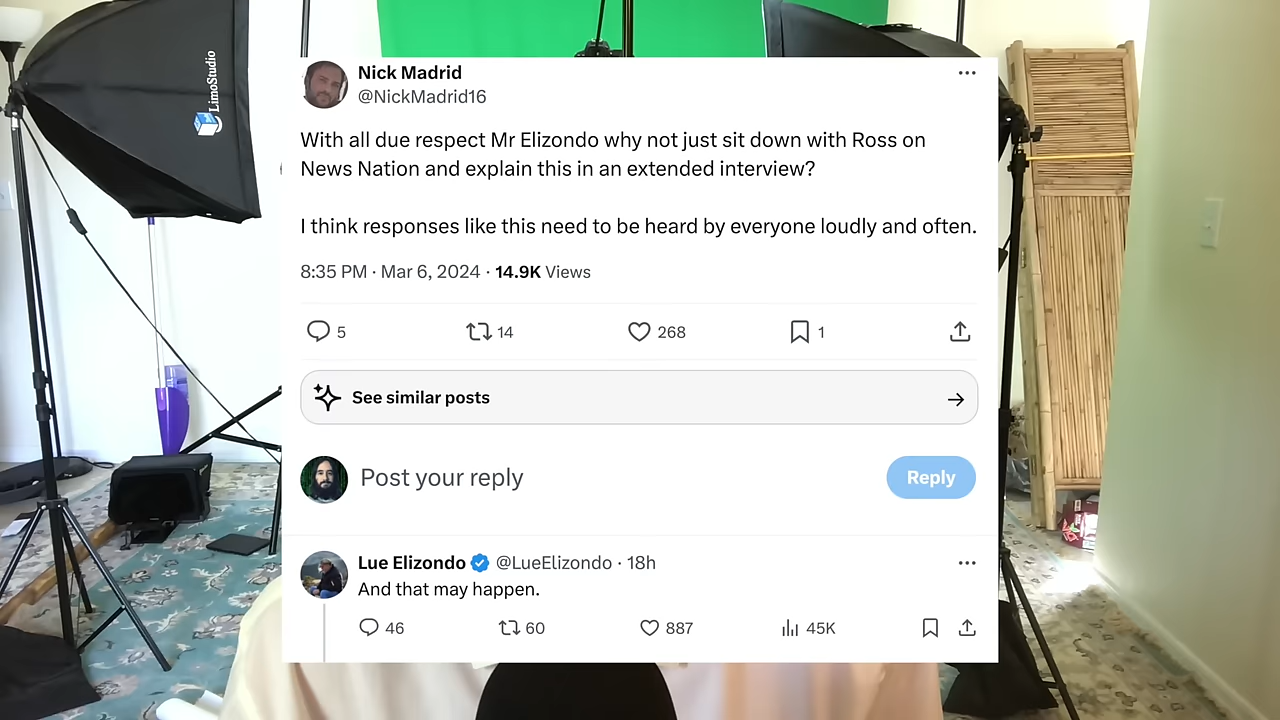 LimoStudio
Nick Madrid
@NickMadrid16
With all due respect Mr Elizondo why not just sit down with Ross on
News Nation and explain this in an extended interview?
I think responses like this need to be heard by everyone loudly and often.
8:35 PM · Mar 6, 2024 · 14.9K Views
5 14 268 1
See similar posts
Post your reply Reply
Lue Elizondo @LueElizondo · 18h
And that may happen.
46 60 887 45K